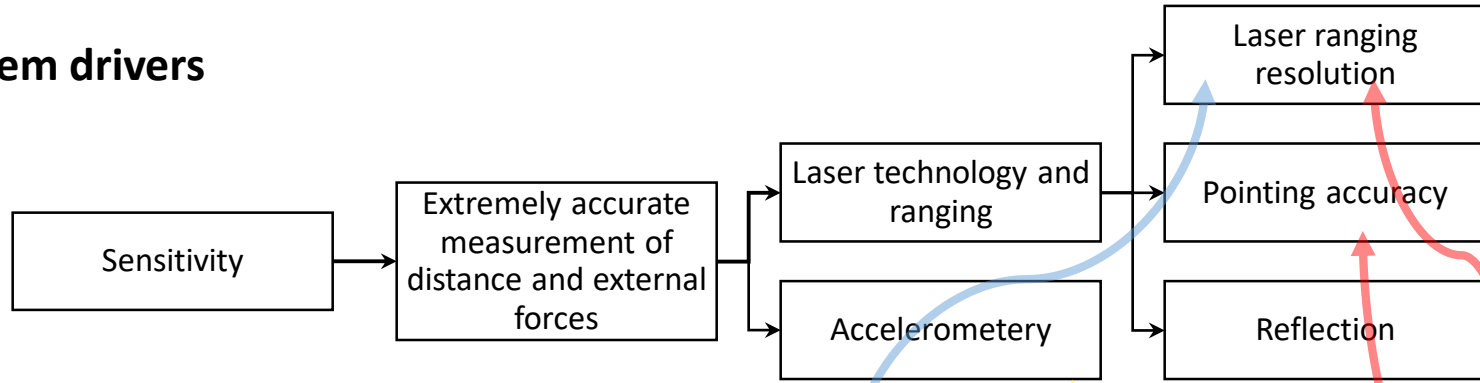 em drivers
Sensitivity
Extremely accurate
measurement of
distance and external
forces
Laser technology and
ranging
Accelerometery
Laser ranging
resolution
Pointing accuracy
Reflection